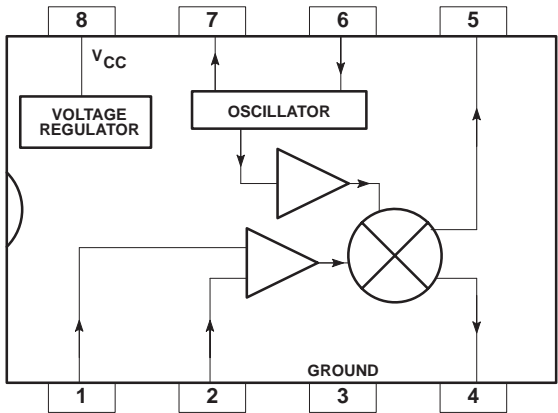 8 7 6 5
VCC
VOLTAGE
REGULATOR
OSCILLATOR
GROUND
1 2 3 4